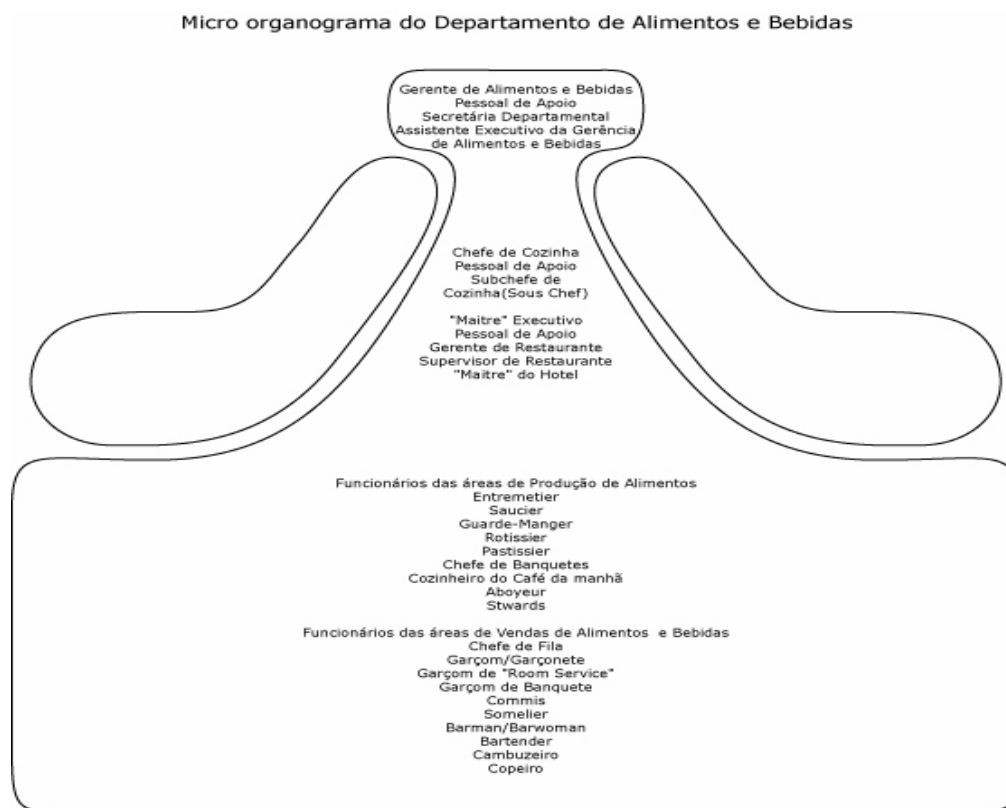 Micro organograma do Departamento de Alimentos e Bebidas
Gerente de Alimentos e Bebidas
Pessoal de Apoio
Secretária Departamental
Assistente Executivo da Gerência
de Alimentos e Bebidas
Chefe de Cozinha
Pessoal de Apoio
Subchefe de
Cozinha(Sous Chef)
"Maitre" Executivo
Pessoal de Apoio
Gerente de Restaurante
Supervisor de Restaurante
"Maitre" do Hotel
Funcionários das áreas de Produção de Alimentos
Entremetier
Saucier
Guarde-Manger
Rotissier
Pastissier
Chefe de Banquetes
Cozinheiro do Café da manhã
Aboyeur
Stwards
Funcionários das áreas de Vendas de Alimentos e Bebidas
Chefe de Fila
Garçom/Garçonete
Garçom de "Room Service"
Garçom de Banquete
Commis
Somelier
Barman/Barwoman
Bartender
Cambuzeiro
Copeiro